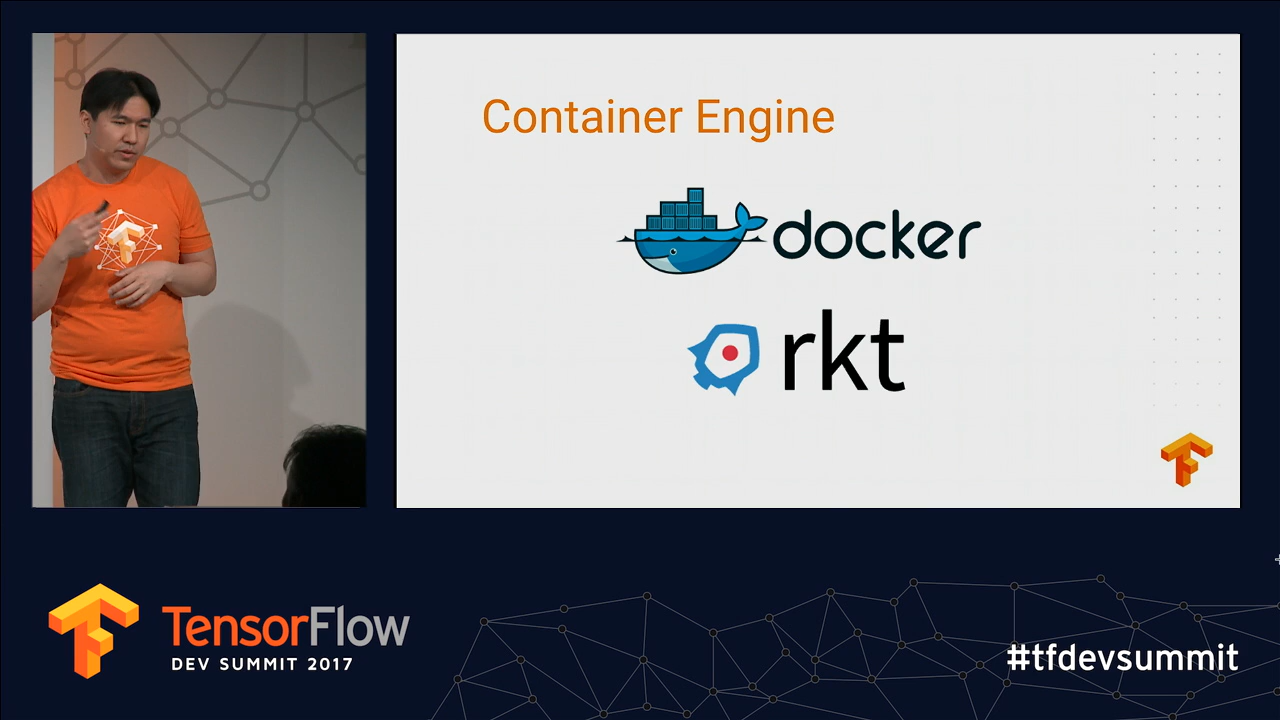 Container Engine
docker
rkt
TensorFlow
DEV SUMMIT 2017
#tfdevsummit